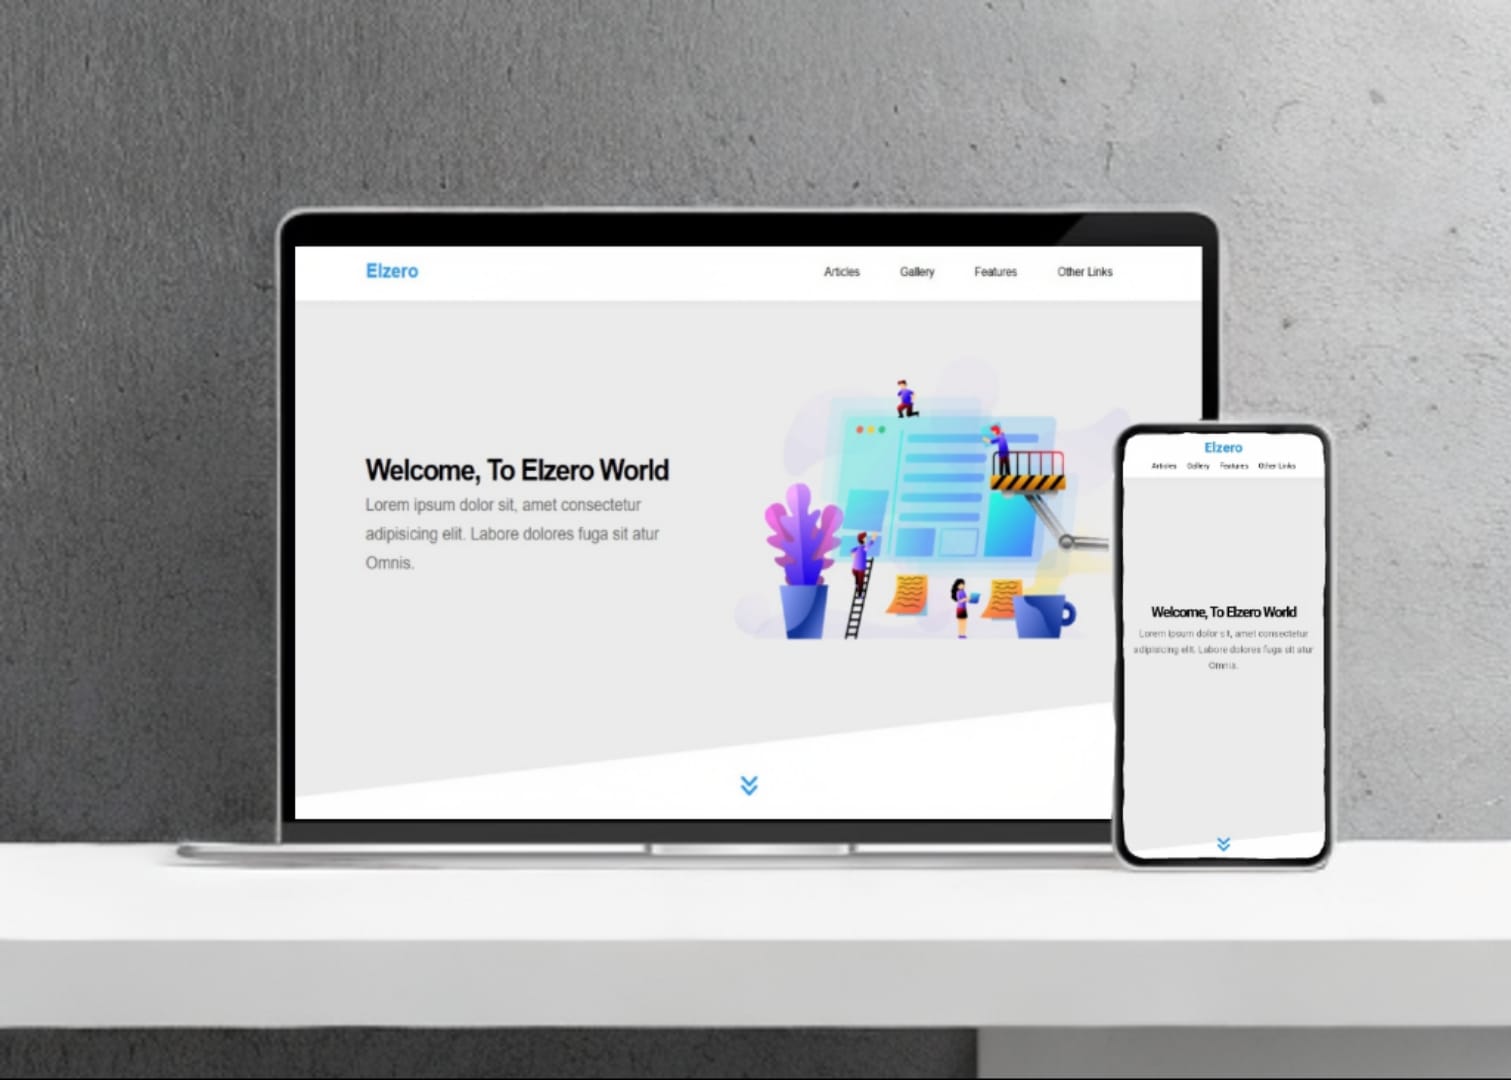 Elzero
Articles Gallery Features Other Links
Welcome, To Elzero World
Lorem ipsum dolor sit, amet consectetur
adipisicing elit. Labore dolores fuga sit atur
Omnis.
Elzero
Articles Gallery Features Other Links
Welcome, To Elzero World
Lorem ipsum dolor sit, amet consectetur
adipisicing elit. Labore dolores fuga sit atur
Omnis.